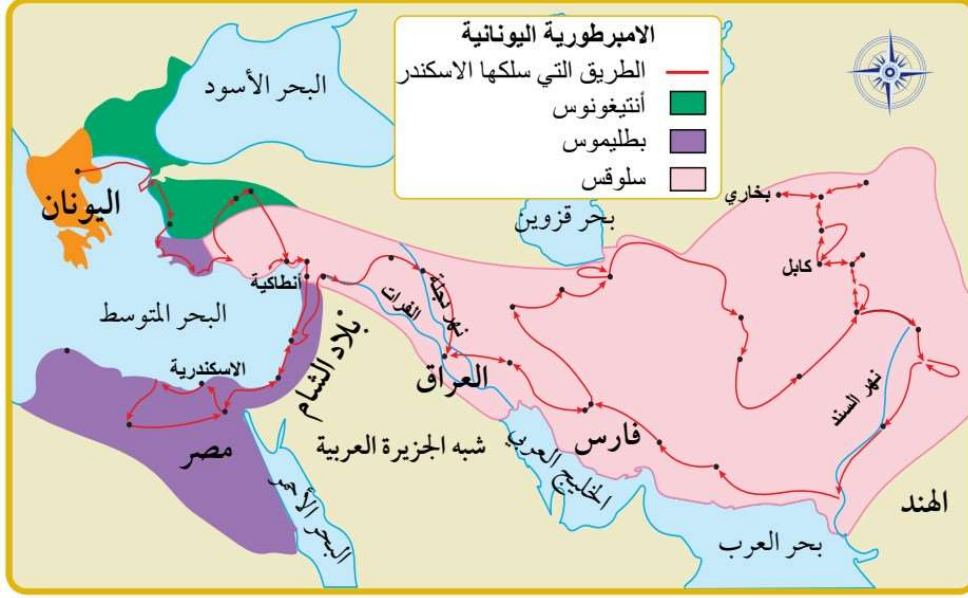 الامبرطورية اليونانية
الطريق التي سلكها الاسكندر
أنتيغونوس
بطليموس
سلوقس
البحر الأسود
اليونان
بحر قزوين
بخاري
كابل
أنطاكية
البحر المتوسط
نهر دجلة
الفرات
بلاد الشام
الاسكندرية
العراق
نهر السند
مصر
شبه الجزيرة العربية
فارس
الخليج العربي
البحر الأحمر
الهند
بحر العرب